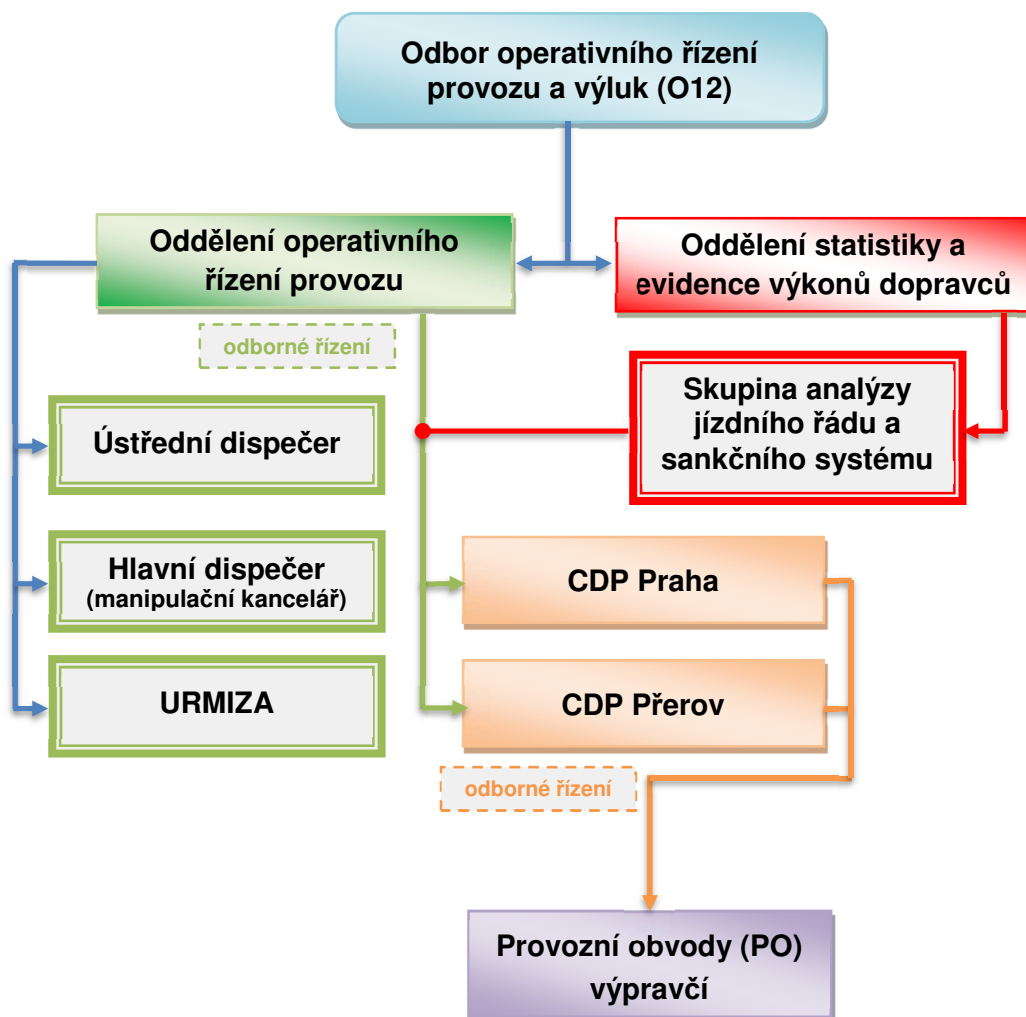 Odbor operativního řízení
provozu a výluk (O12)
Oddělení operativního
řízení provozu
Oddělení statistiky a
evidence výkonů dopravců
odborné řízení
Skupina analýzy
jízdního řádu a
sankčního systému
Ústřední dispečer
Hlavní dispečer
(manipulační kancelář)
CDP Praha
URMIZA
CDP Přerov
odborné řízení
Provozní obvody (PO)
výpravčí